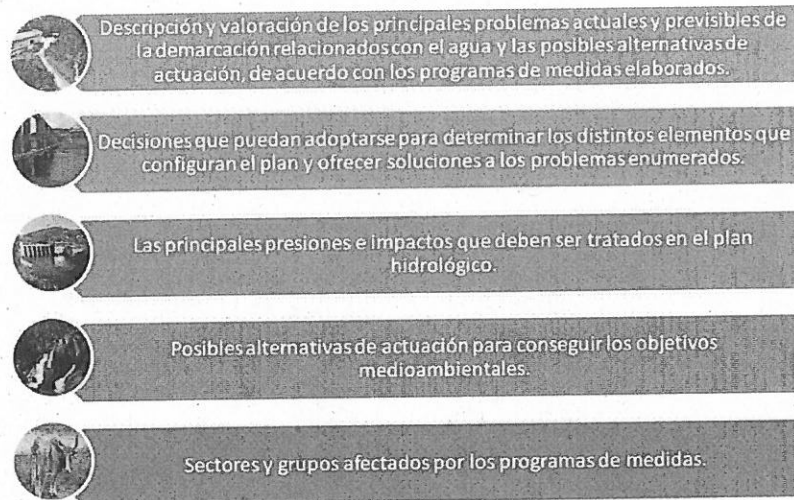 Descripción y valoración de los principales problemas actuales y previsibles de
la demarcación relacionados con el agua y las posibles alternativas de
actuación, de acuerdo con los programas de medidas elaborados.
Decisiones que puedan adoptarse para determinar los distintos elementos que
configuran el plan y ofrecer soluciones a los problemas enumerados.
Las principales presiones e impactos que deben ser tratados en el plan
hidrológico.
Posibles alternativas de actuación para conseguir los objetivos
medioambientales.
Sectores y grupos afectados por los programas de medidas.